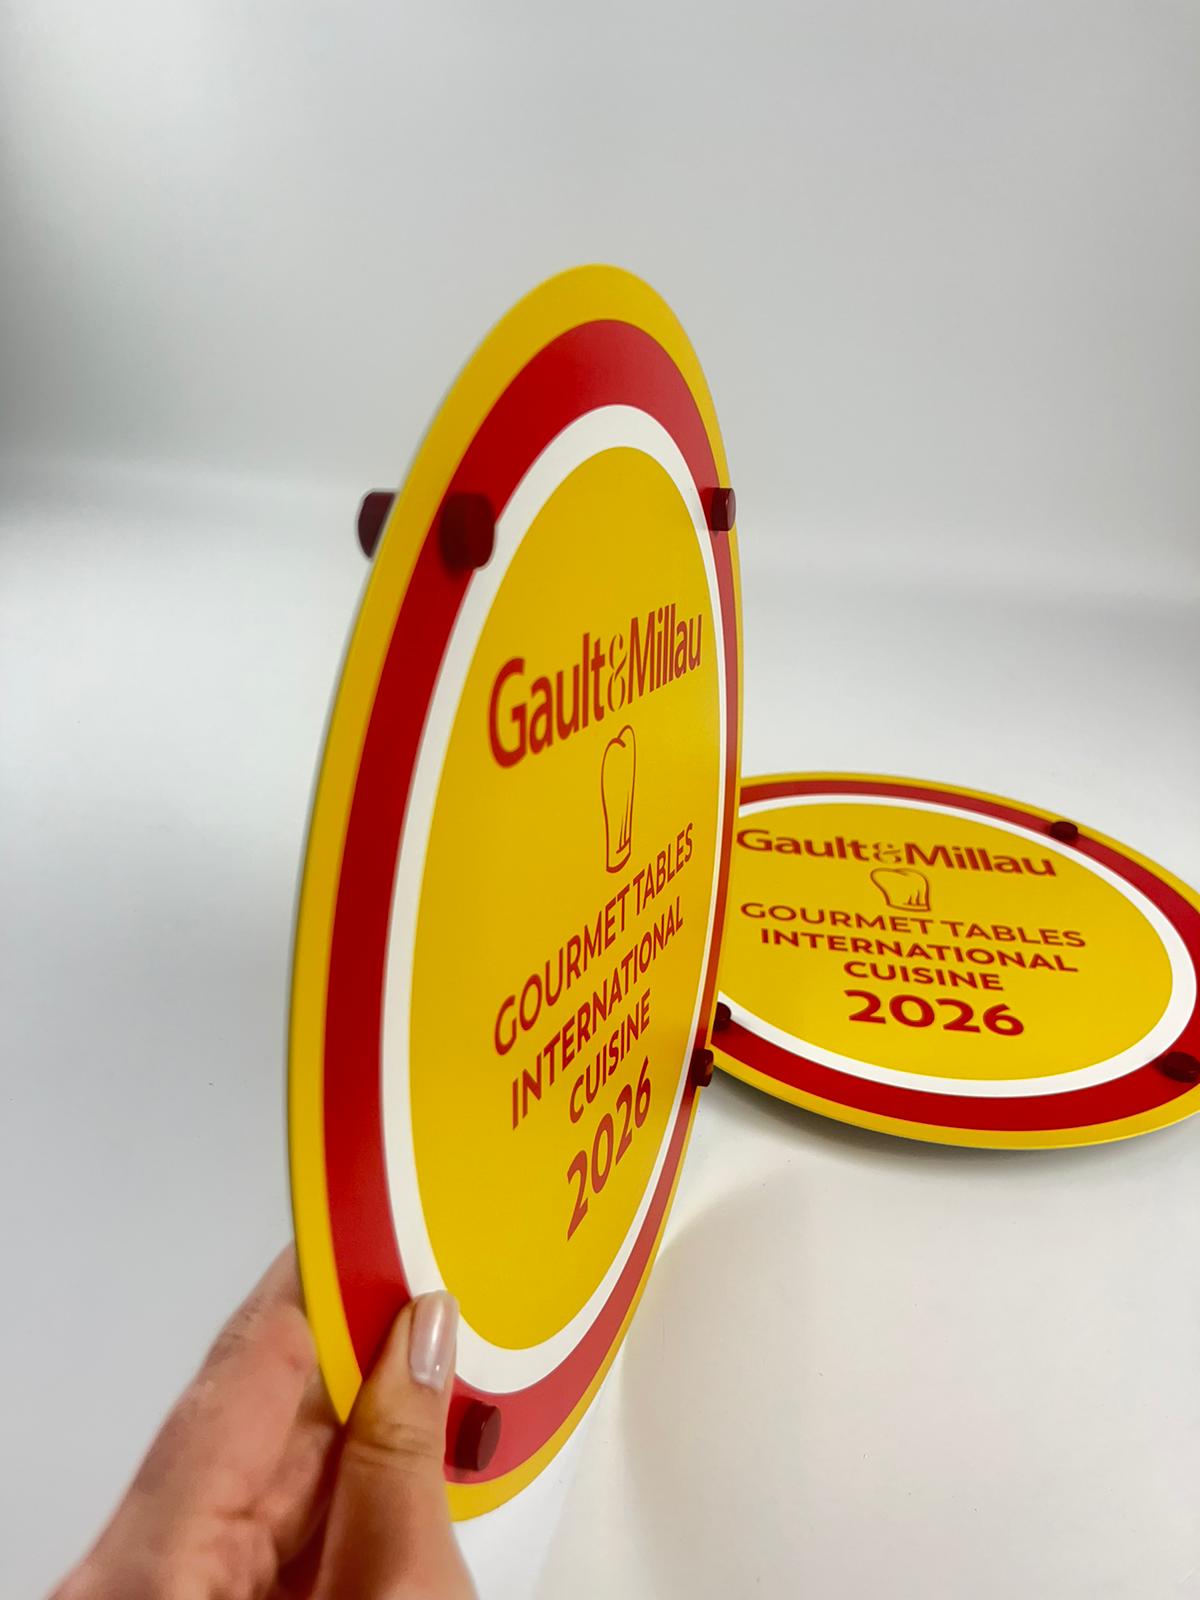 Gault&Millau
GOURMET TABLES
INTERNATIONAL
CUISINE
2026
Gault&Millau
GOURMET TABLES
INTERNATIONAL
CUISINE
2026